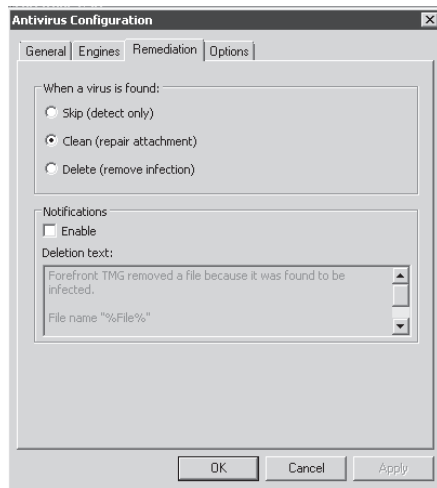 Antivirus Configuration
General
Engines
Remediation
Options
When a virus is found:
Skip (detect only)
Clean (repair attachment)
Delete (remove infection)
Notifications
Enable
Deletion text:
Forefront TMG removed a file because it was found to be
infected.
File name "%File%"
OK
Cancel
Apply